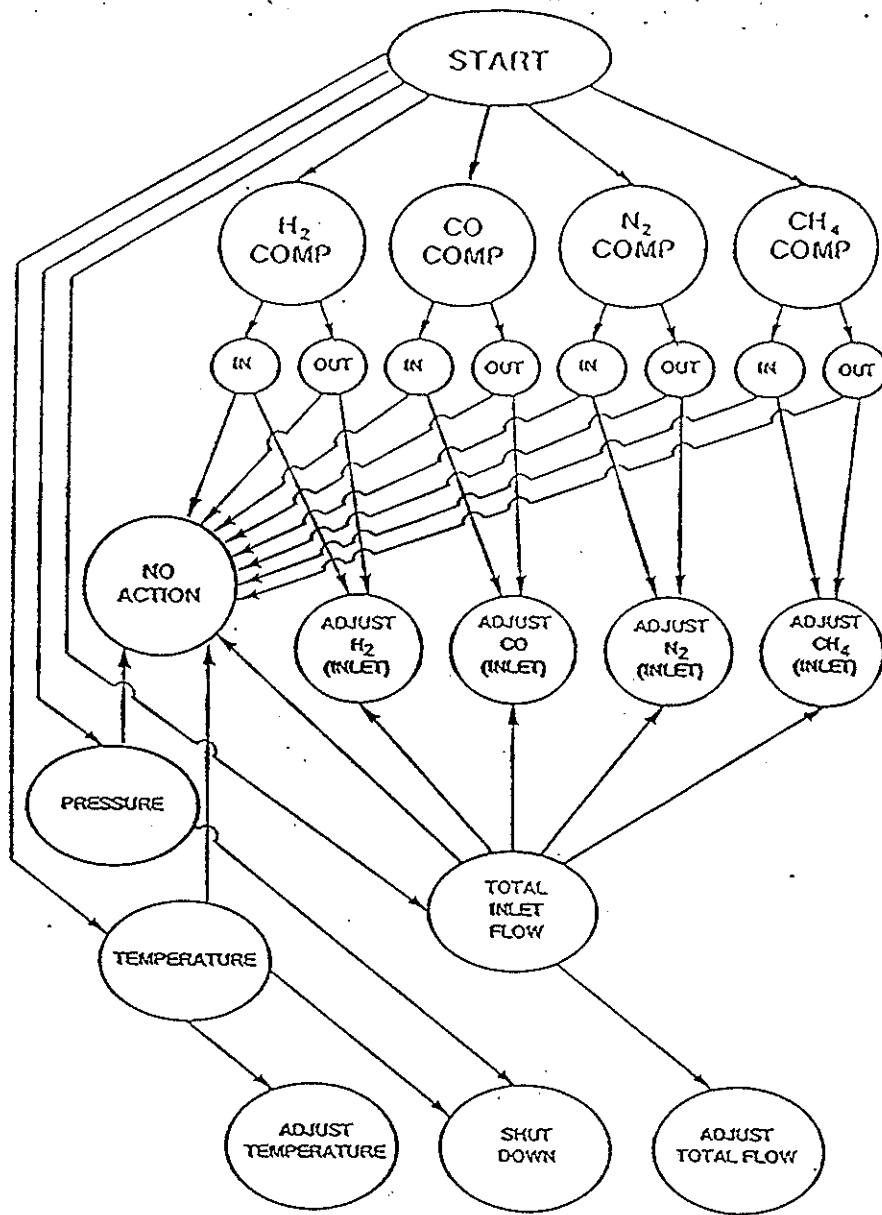 START
H₂
COMP
CO
COMP
N₂
COMP
CH₄
COMP
IN
OUT
IN
OUT
IN
OUT
IN
OUT
NO
ACTION
ADJUST
H₂
(INLET)
ADJUST
CO
(INLET)
ADJUST
N₂
(INLET)
ADJUST
CH₄
(INLET)
PRESSURE
TOTAL
INLET
FLOW
TEMPERATURE
ADJUST
TEMPERATURE
SHUT
DOWN
ADJUST
TOTAL FLOW